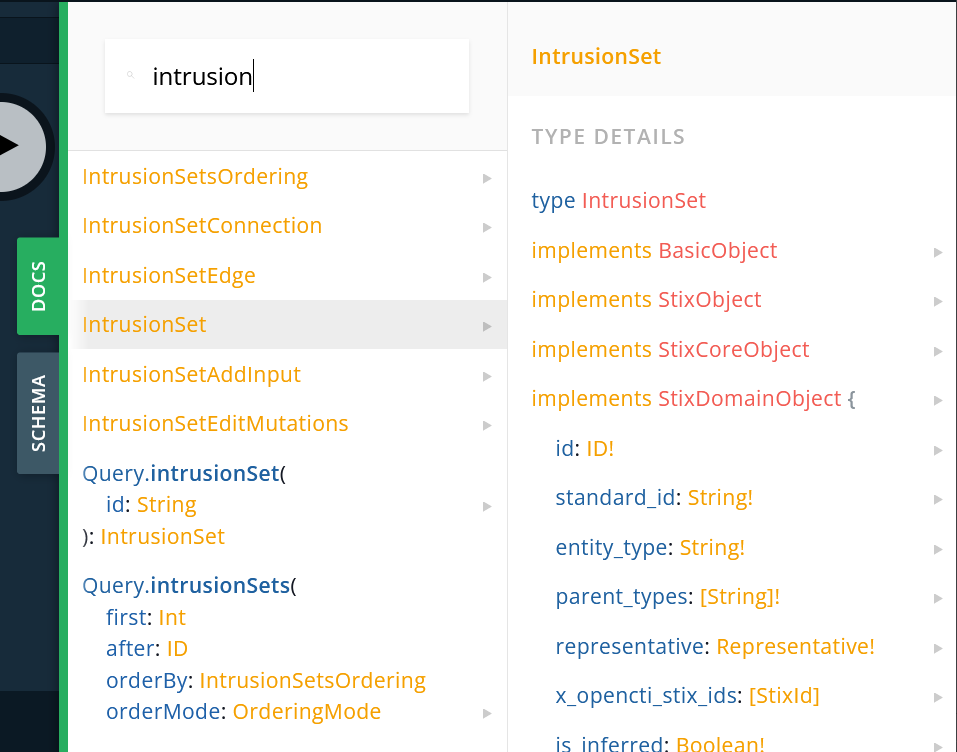 DOCS
SCHEMA
intrusion
IntrusionSetsOrdering
IntrusionSetConnection
IntrusionSetEdge
IntrusionSet
IntrusionSetAddInput
IntrusionSetEditMutations
Query.intrusionSet(
id: String
): IntrusionSet
Query.intrusionSets(
first: Int
after: ID
orderBy: IntrusionSetsOrdering
orderMode: OrderingMode
IntrusionSet
TYPE DETAILS
type IntrusionSet
implements BasicObject
implements StixObject
implements StixCoreObject
implements StixDomainObject {
id: ID!
standard_id: String!
entity_type: String!
parent_types: [String]!
representative: Representative!
x_opencti_stix_ids: [StixId]
is_inferred: Boolean!